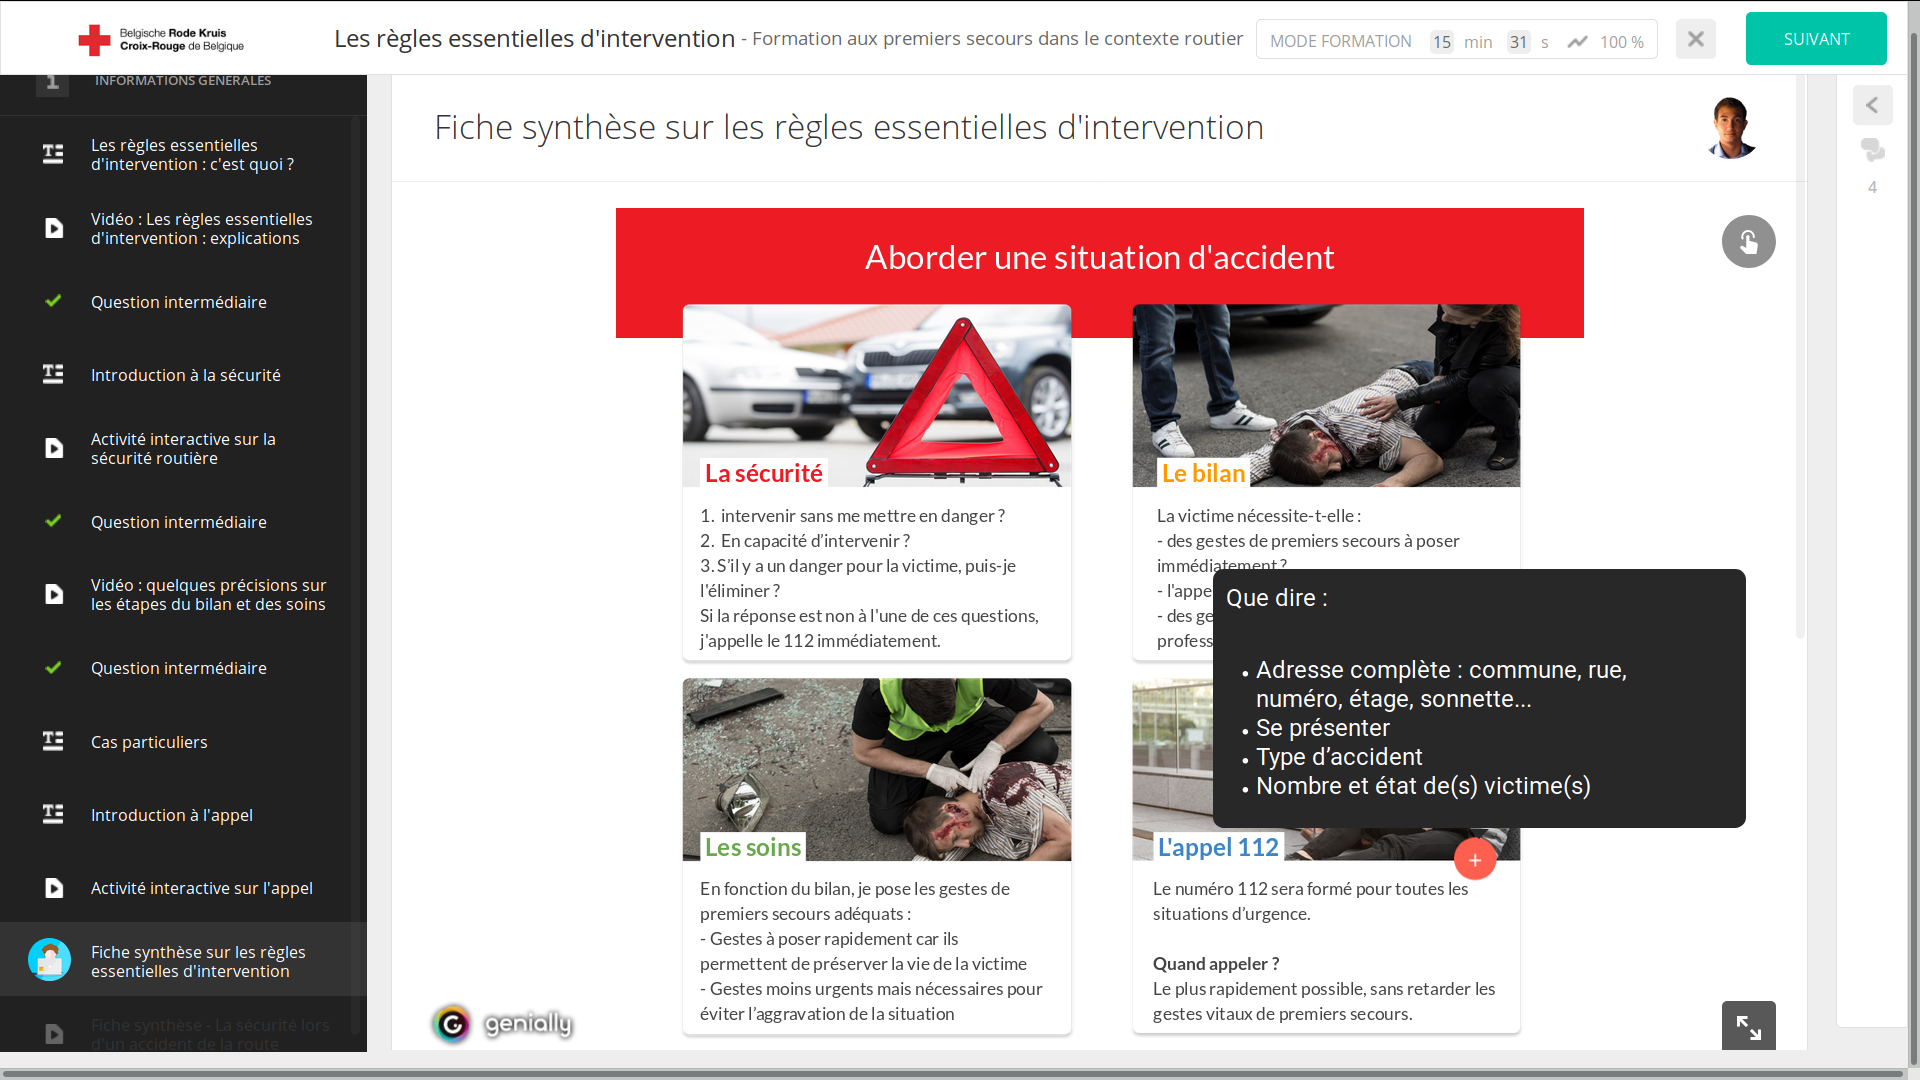 Belgische Rode Kruis
Croix-Rouge de Belgique
Les règles essentielles d'intervention - Formation aux premiers secours dans le contexte routier
MODE FORMATION 15 min 31 s 100 %
SUIVANT
1 INFORMATIONS GÉNÉRALES
Les règles essentielles
d'intervention : c'est quoi ?
Vidéo : Les règles essentielles
d'intervention : explications
Question intermédiaire
Introduction à la sécurité
Activité interactive sur la
sécurité routière
Question intermédiaire
Vidéo : quelques précisions sur
les étapes du bilan et des soins
Question intermédiaire
Cas particuliers
Introduction à l'appel
Activité interactive sur l'appel
Fiche synthèse sur les règles
essentielles d'intervention
Fiche synthèse - La sécurité lors
d'un accident de la route
Fiche synthèse sur les règles essentielles d'intervention
4
Aborder une situation d'accident
La sécurité
1. intervenir sans me mettre en danger ?
2. En capacité d’intervenir ?
3. S’il y a un danger pour la victime, puis-je
l'éliminer ?
Si la réponse est non à l'une de ces questions,
j'appelle le 112 immédiatement.
Le bilan
La victime nécessite-t-elle :
- des gestes de premiers secours à poser
immédiatement ?
- l'appe
- des ge
profess
Que dire :
• Adresse complète : commune, rue,
numéro, étage, sonnette...
• Se présenter
• Type d’accident
• Nombre et état de(s) victime(s)
Les soins
En fonction du bilan, je pose les gestes de
premiers secours adéquats :
- Gestes à poser rapidement car ils
permettent de préserver la vie de la victime
- Gestes moins urgents mais nécessaires pour
éviter l’aggravation de la situation
L'appel 112
Le numéro 112 sera formé pour toutes les
situations d’urgence.
Quand appeler ?
Le plus rapidement possible, sans retarder les
gestes vitaux de premiers secours.
genially